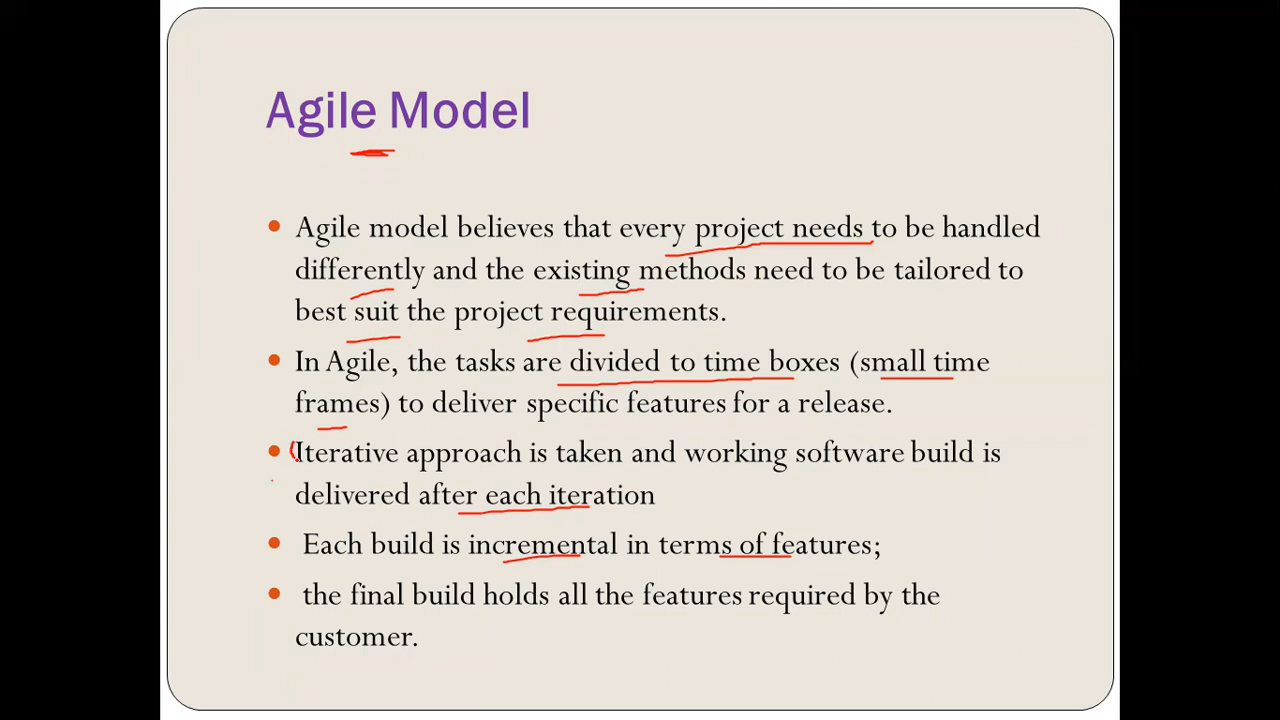 Agile Model
Agile model believes that every project needs to be handled
differently and the existing methods need to be tailored to
best suit the project requirements.
In Agile, the tasks are divided to time boxes (small time
frames) to deliver specific features for a release.
Iterative approach is taken and working software build is
delivered after each iteration
Each build is incremental in terms of features;
the final build holds all the features required by the
customer.